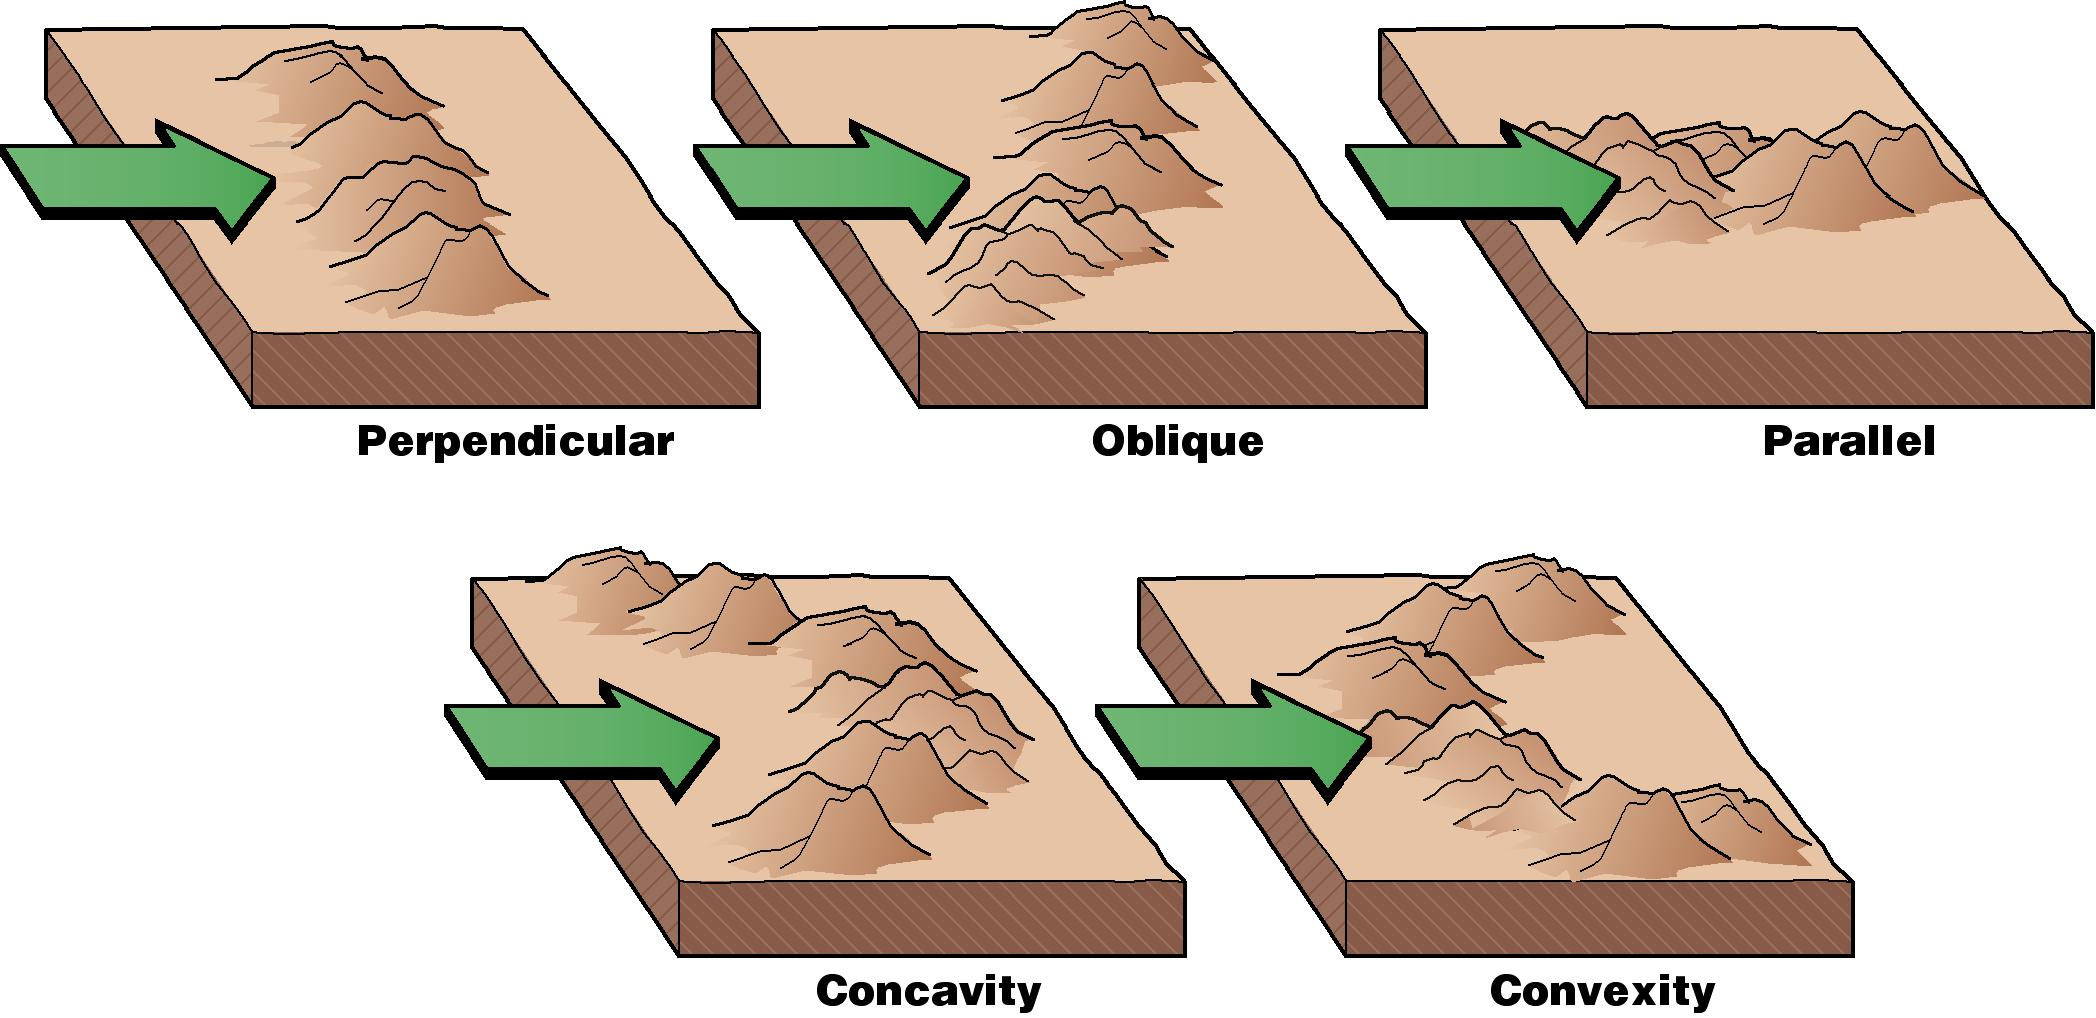 Perpendicular
Oblique
Parallel
Concavity
Convexity